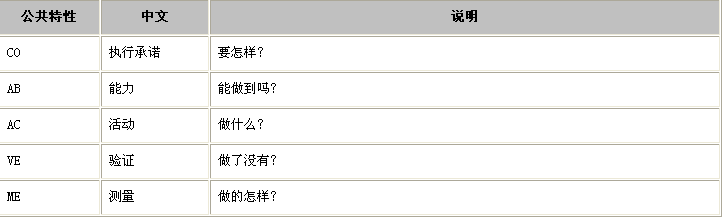 公共特性 中文 说明
CO 执行承诺 要怎样?
AB 能力 能做到吗?
AC 活动 做什么?
VE 验证 做了没有?
ME 测量 做的怎样?